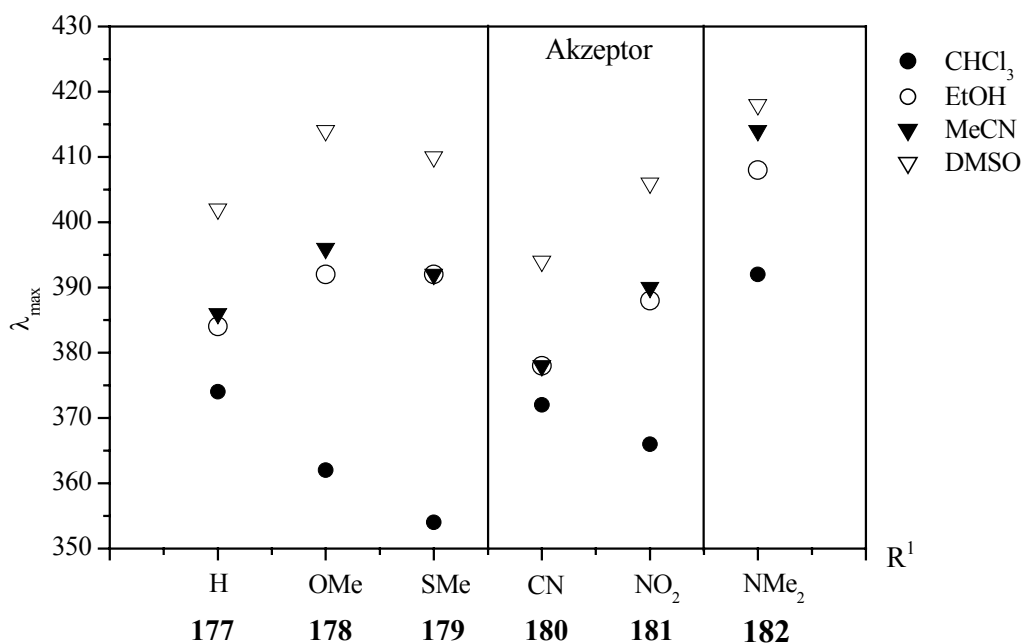 430
420
410
400
390
380
370
360
350
λmax
Akzeptor
CHCl3
EtOH
MeCN
DMSO
H OMe SMe CN NO2 NMe2
R1
177 178 179 180 181 182